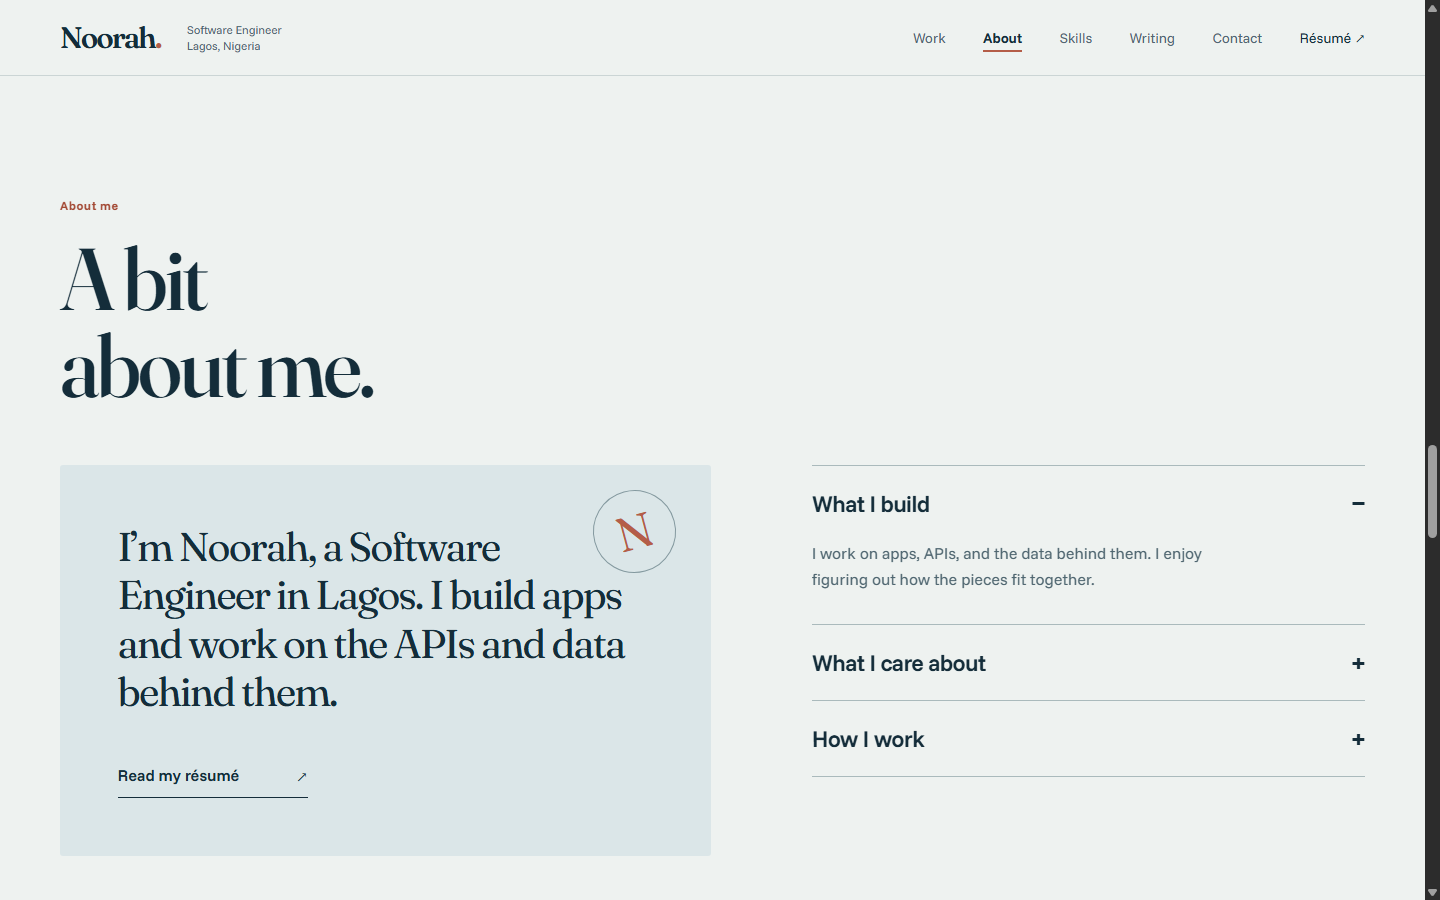 Noorah.
Software Engineer
Lagos, Nigeria
Work
About
Skills
Writing
Contact
Résumé ↗
About me
A bit
about me.
N
I’m Noorah, a Software
Engineer in Lagos. I build apps
and work on the APIs and data
behind them.
Read my résumé ↗
What I build −
I work on apps, APIs, and the data behind them. I enjoy
figuring out how the pieces fit together.
What I care about +
How I work +